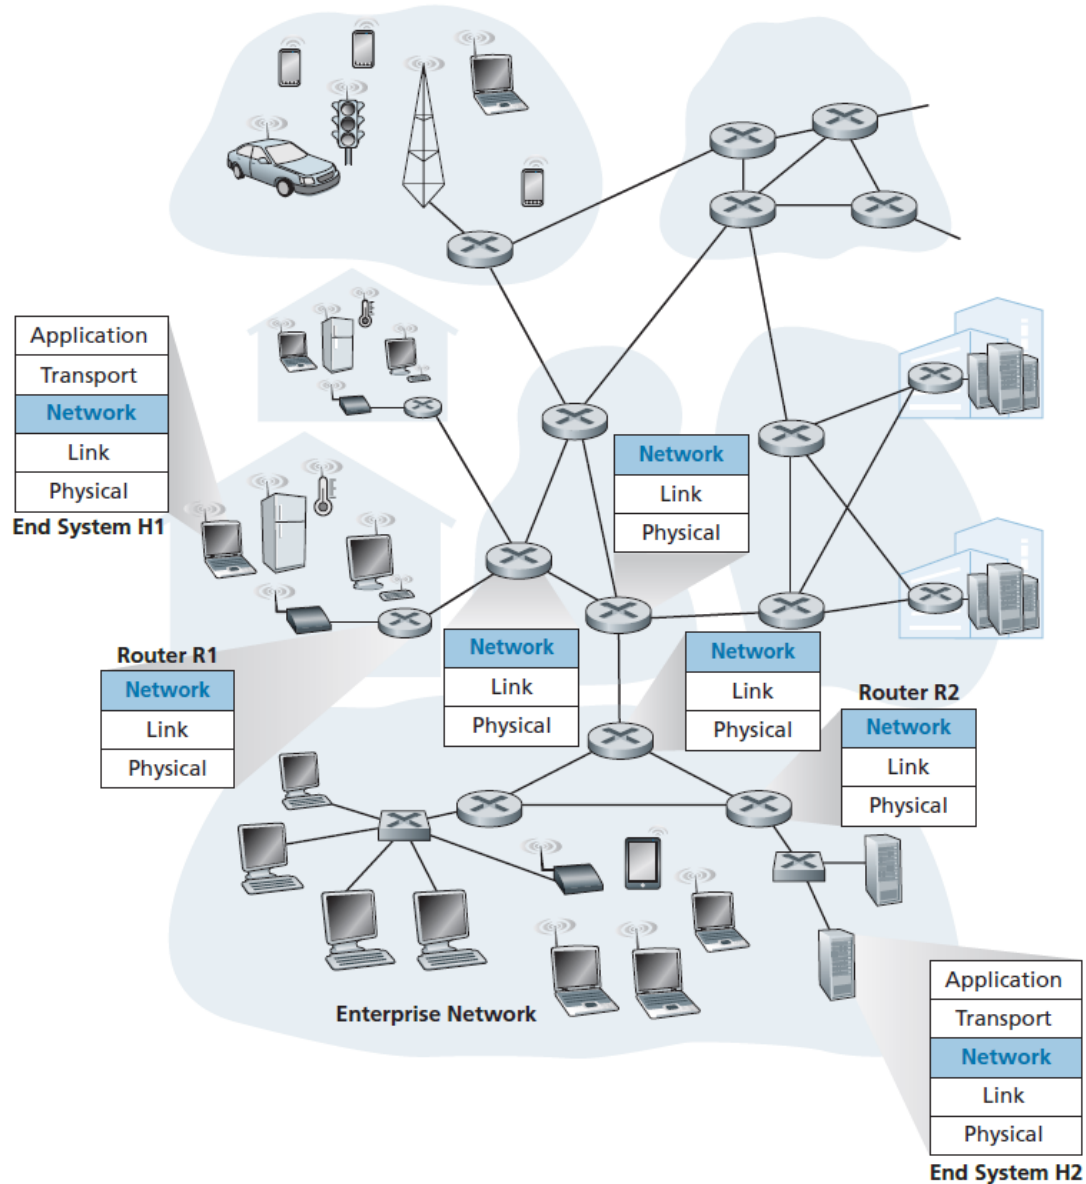 Application
Transport
Network
Link
Physical
End System H1
Network
Link
Physical
Router R1
Network
Link
Physical
Network
Link
Physical
Network
Link
Physical
Router R2
Network
Link
Physical
Enterprise Network
Application
Transport
Network
Link
Physical
End System H2